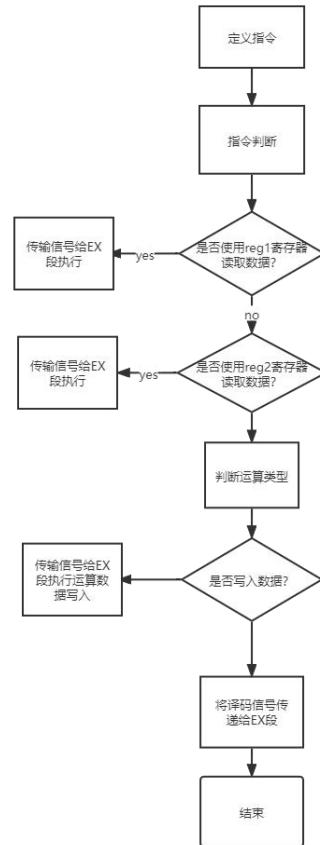 定义指令
指令判断
是否使用reg1寄存器
读取数据?
yes
传输信号给EX
段执行
no
是否使用reg2寄存器
读取数据?
yes
传输信号给EX
段执行
判断运算类型
是否写入数据?
传输信号给EX
段执行运算数
据写入
将译码信号传
递给EX段
结束